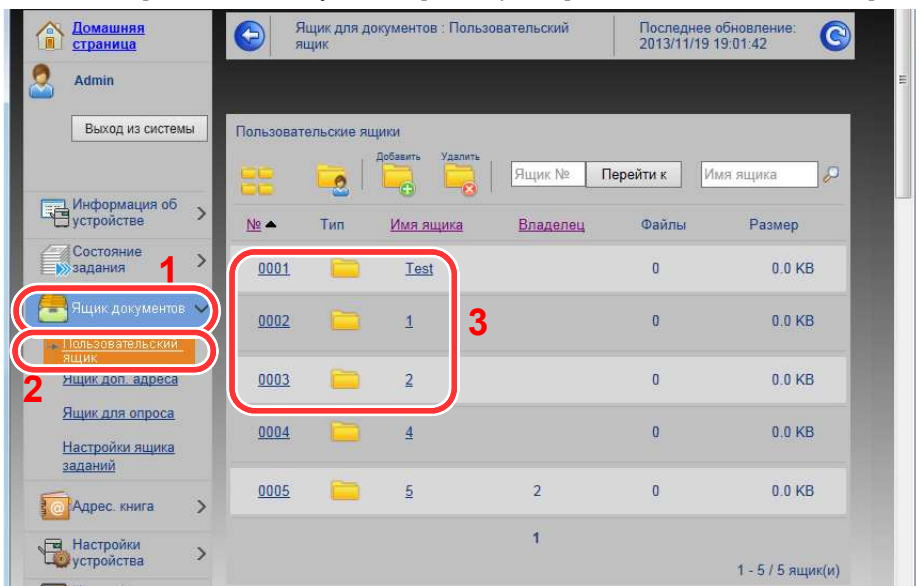 Домашняя
страница
Admin
Выход из системы
Информация об
устройстве
Состояние
задания
1
Ящик документов
Пользовательский
ящик
2
Ящик доп. адреса
Ящик для опроса
Настройки ящика
заданий
Адрес. книга
Настройки
устройства
Ящик для документов : Пользовательский
ящик
Последнее обновление:
2013/11/19 19:01:42
Пользовательские ящики
Добавить Удалить
Ящик № Перейти к Имя ящика
№ Тип Имя ящика Владелец Файлы Размер
0001 Test 0 0.0 KB
0002 1 0 0.0 KB
3
0003 2 0 0.0 KB
0004 4 0 0.0 KB
0005 5 2 0 0.0 KB
1
1 - 5 / 5 ящик(и)